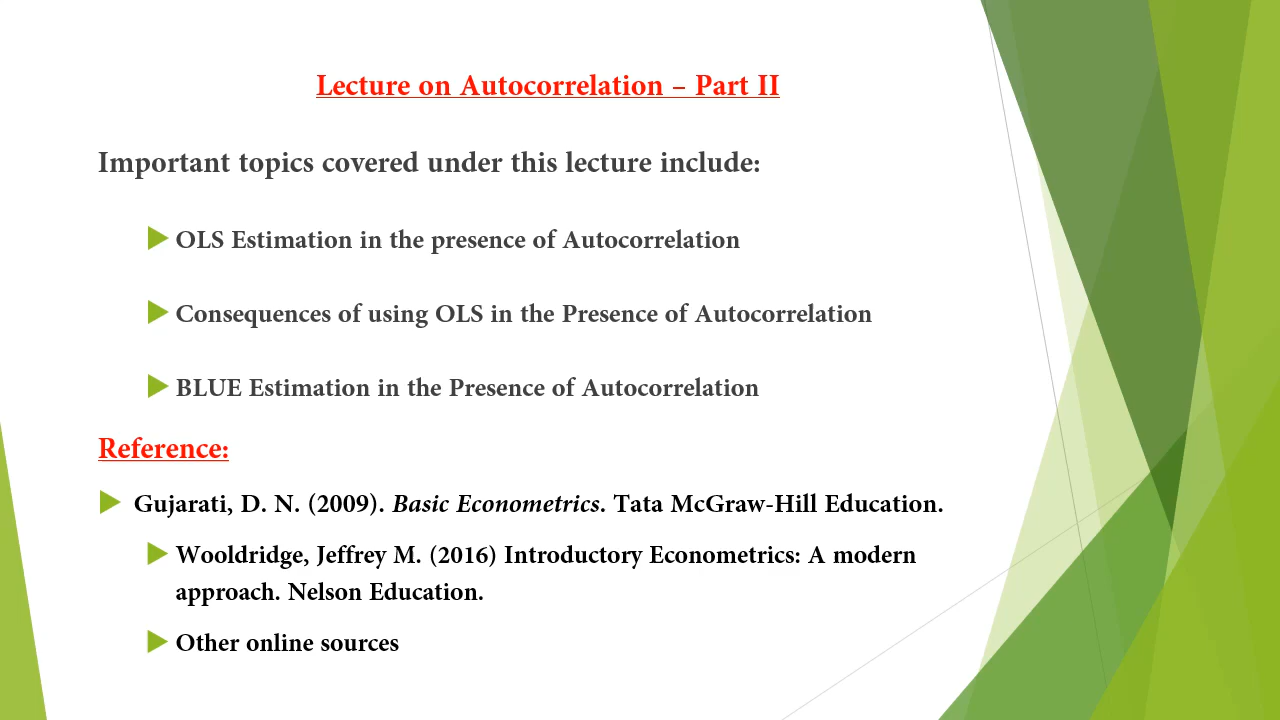 Lecture on Autocorrelation – Part II
Important topics covered under this lecture include:
OLS Estimation in the presence of Autocorrelation
Consequences of using OLS in the Presence of Autocorrelation
BLUE Estimation in the Presence of Autocorrelation
Reference:
Gujarati, D. N. (2009). Basic Econometrics. Tata McGraw-Hill Education.
Wooldridge, Jeffrey M. (2016) Introductory Econometrics: A modern
approach. Nelson Education.
Other online sources